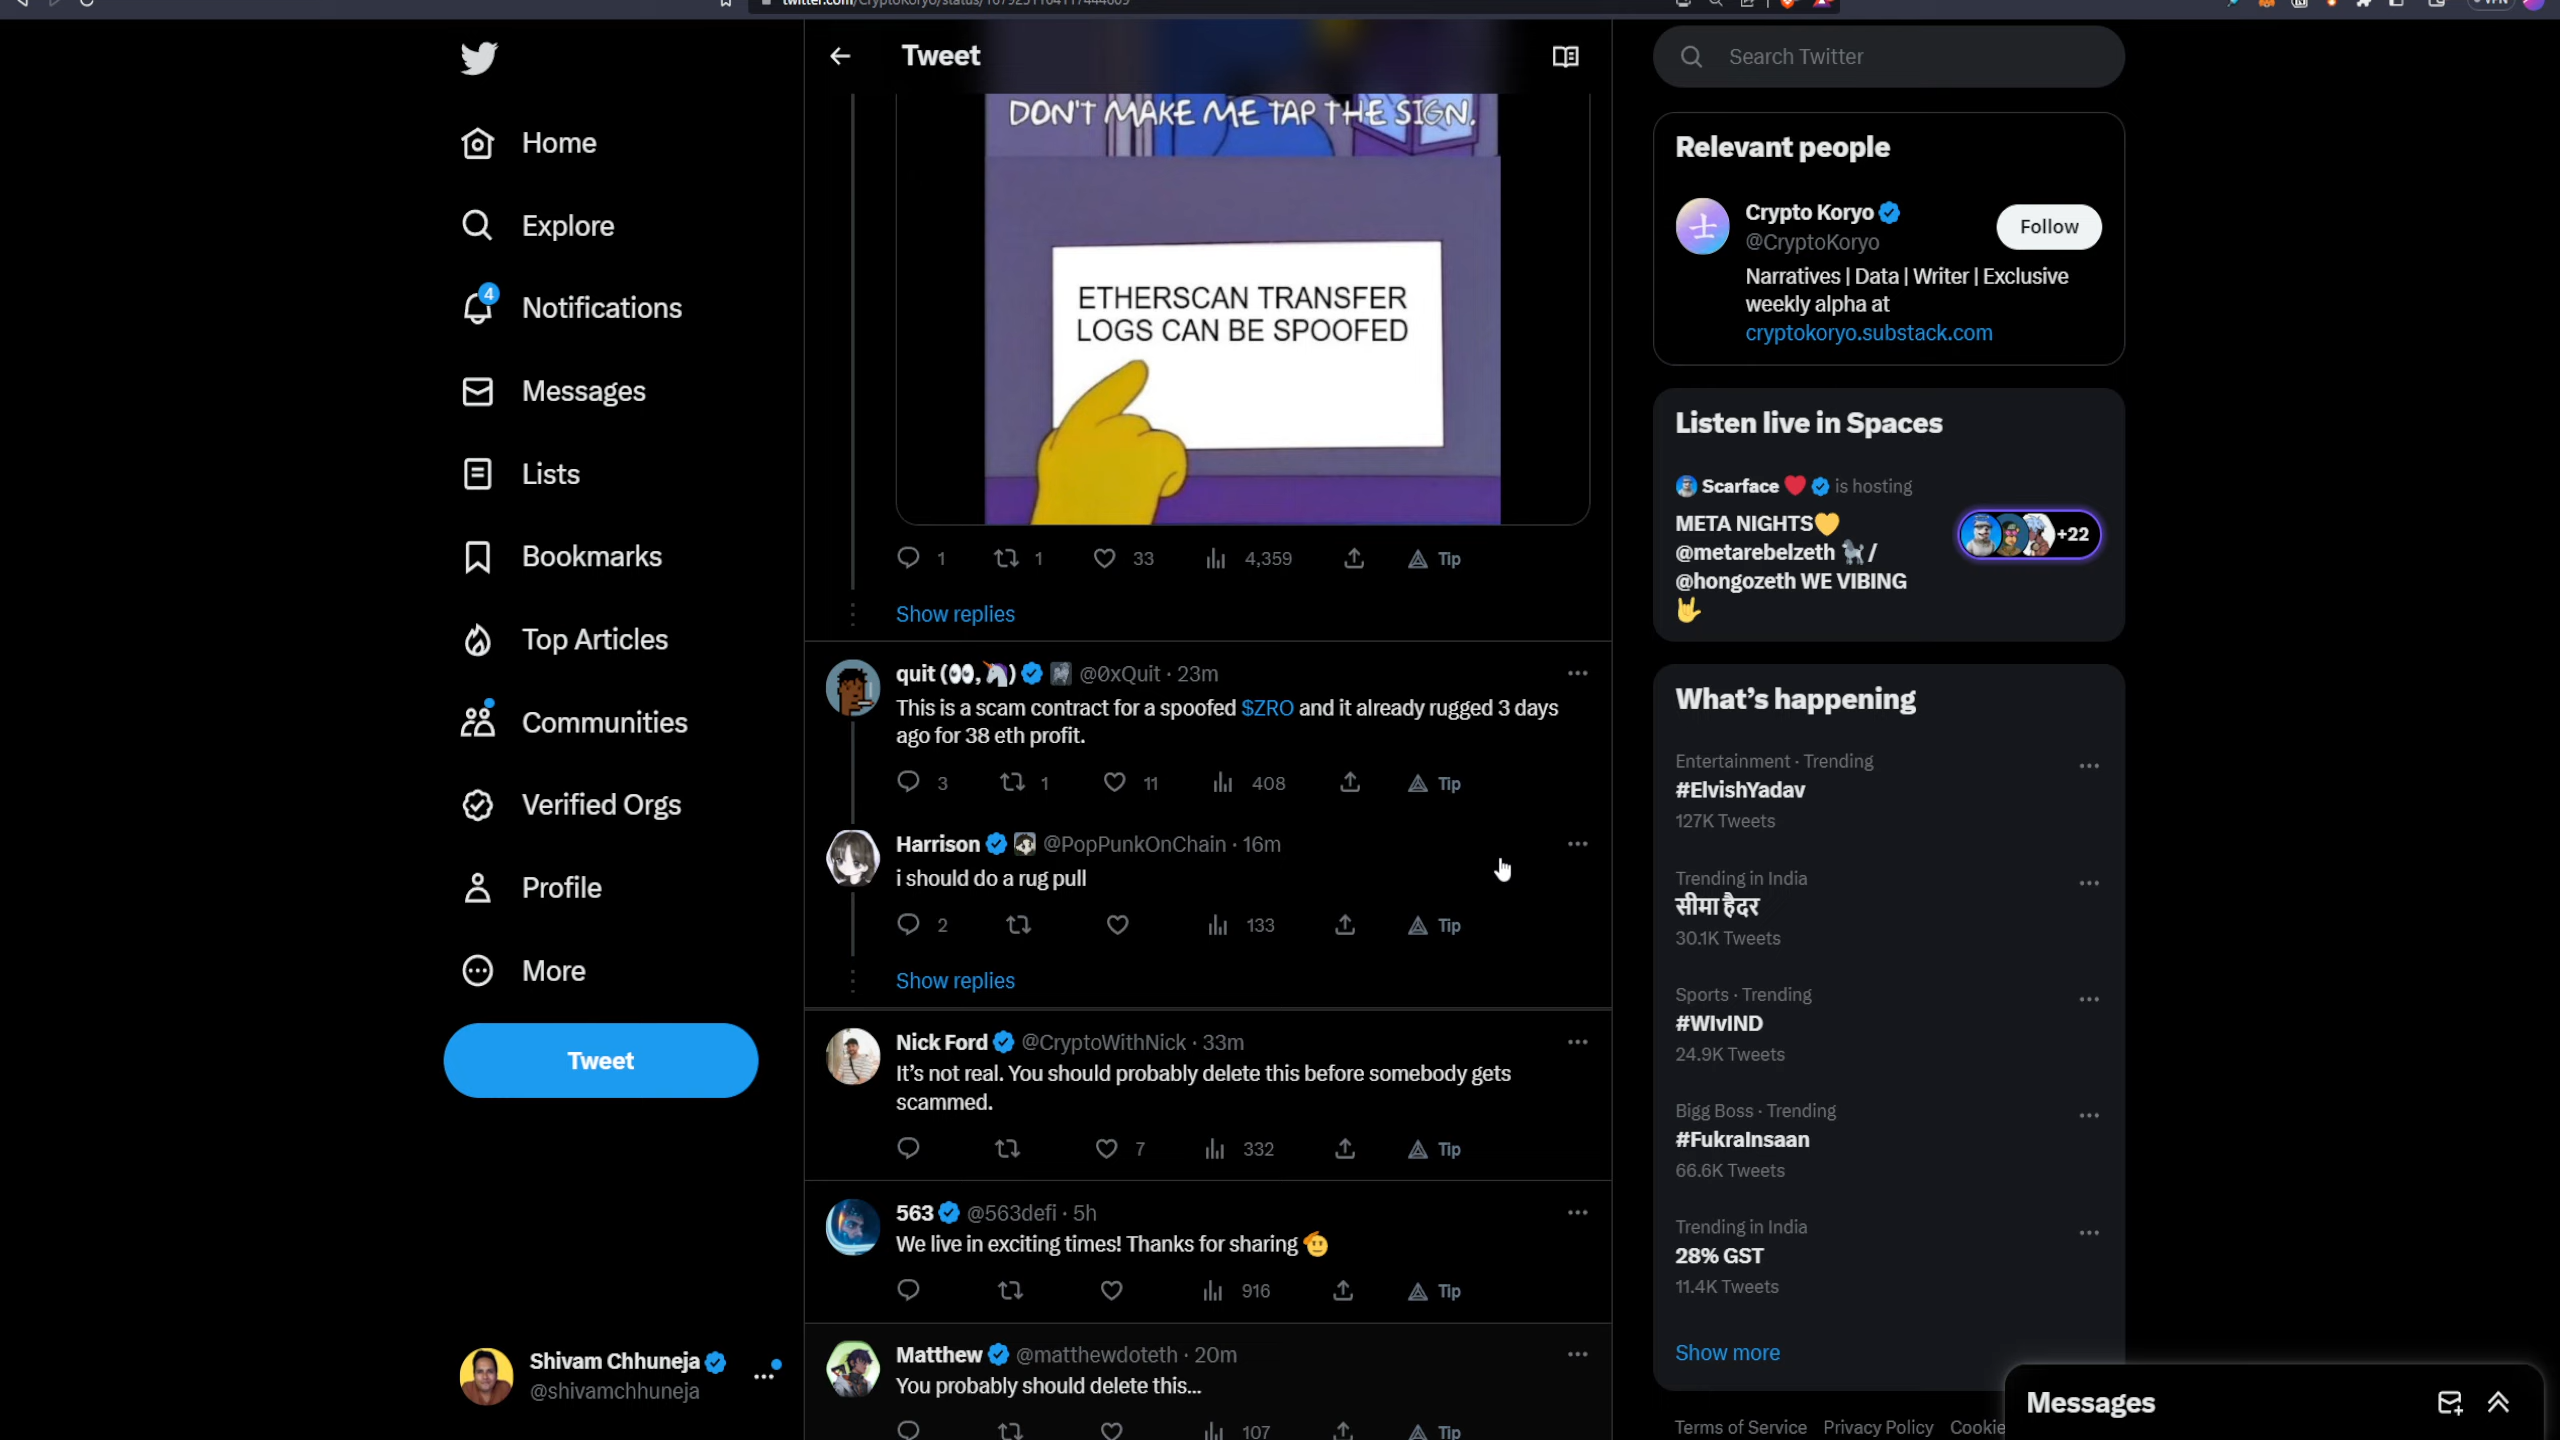 Tweet
Search Twitter
Home
Explore
4
Notifications
Messages
Lists
Bookmarks
Top Articles
Communities
Verified Orgs
Profile
More
Tweet
Shivam Chhuneja
@shivamchhuneja
DON'T MAKE ME TAP THE SIGN.
ETHERSCAN TRANSFER
LOGS CAN BE SPOOFED
1 1 33 4,359 Tip
Show replies
quit (👀,🦄) @0xQuit · 23m
This is a scam contract for a spoofed $ZRO and it already rugged 3 days
ago for 38 eth profit.
3 1 11 408 Tip
Harrison @PopPunkOnChain · 16m
i should do a rug pull
2 133 Tip
Show replies
Nick Ford @CryptoWithNick · 33m
It's not real. You should probably delete this before somebody gets
scammed.
7 332 Tip
563 @563defi · 5h
We live in exciting times! Thanks for sharing 🫡
916 Tip
Matthew @matthewdoteth · 20m
You probably should delete this...
107 Tip
Relevant people
Crypto Koryo
@CryptoKoryo
Follow
Narratives | Data | Writer | Exclusive
weekly alpha at
cryptokoryo.substack.com
Listen live in Spaces
Scarface ❤️ is hosting
META NIGHTS💛
@metarebelzeth 🐩/
@hongozeth WE VIBING
🤟
+22
What's happening
Entertainment · Trending
#ElvishYadav
127K Tweets
Trending in India
सीमा हैदर
30.1K Tweets
Sports · Trending
#WIvIND
24.9K Tweets
Bigg Boss · Trending
#FukraInsaan
66.6K Tweets
Trending in India
28% GST
11.4K Tweets
Show more
Terms of Service Privacy Policy Cookie
Messages